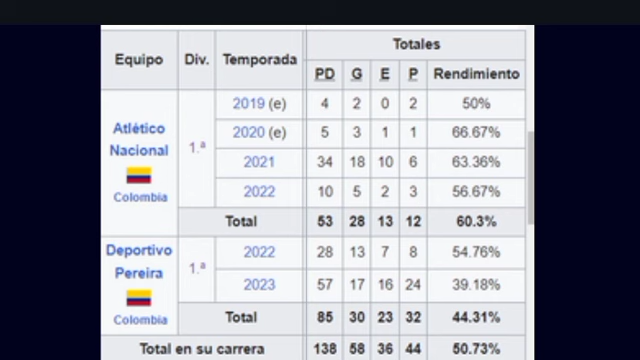 Equipo Div. Temporada Totales
PD G E P Rendimiento
Atlético Nacional Colombia 1.ª
2019 (e) 4 2 0 2 50%
2020 (e) 5 3 1 1 66.67%
2021 34 18 10 6 63.36%
2022 10 5 2 3 56.67%
Total 53 28 13 12 60.3%
Deportivo Pereira Colombia 1.ª
2022 28 13 7 8 54.76%
2023 57 17 16 24 39.18%
Total 85 30 23 32 44.31%
Total en su carrera 138 58 36 44 50.73%